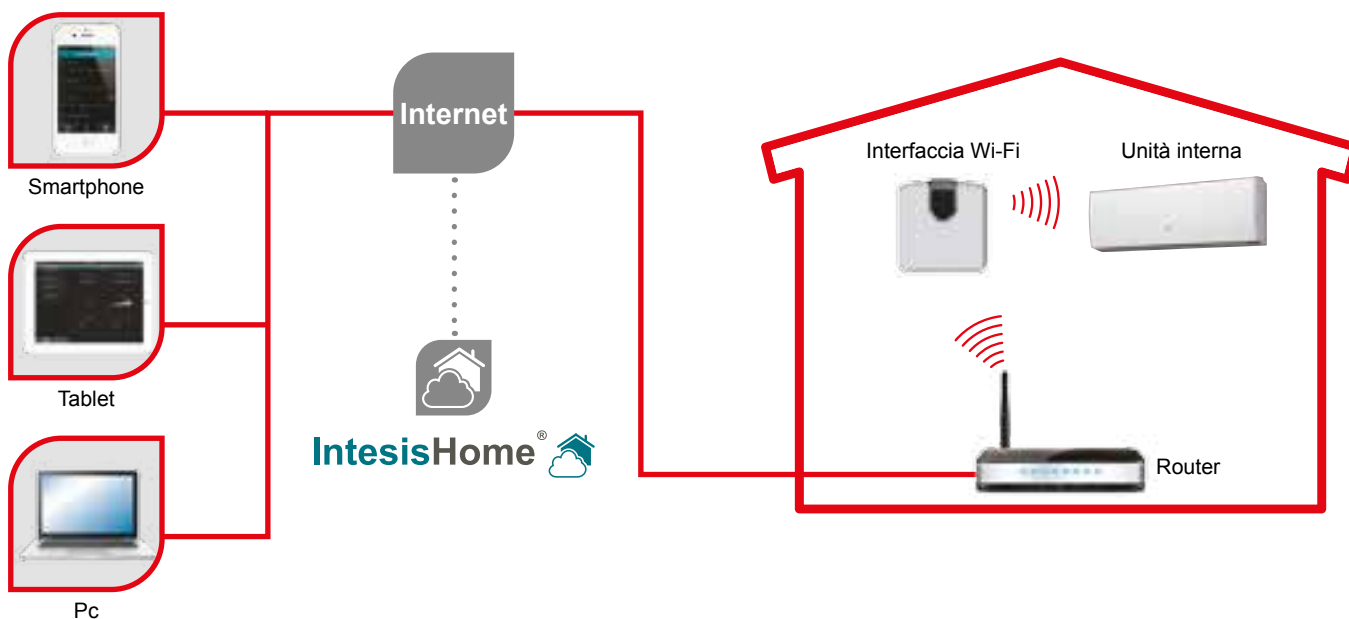 Smartphone
Tablet
Pc
Internet
IntesisHome®
Interfaccia Wi-Fi
Unità interna
Router